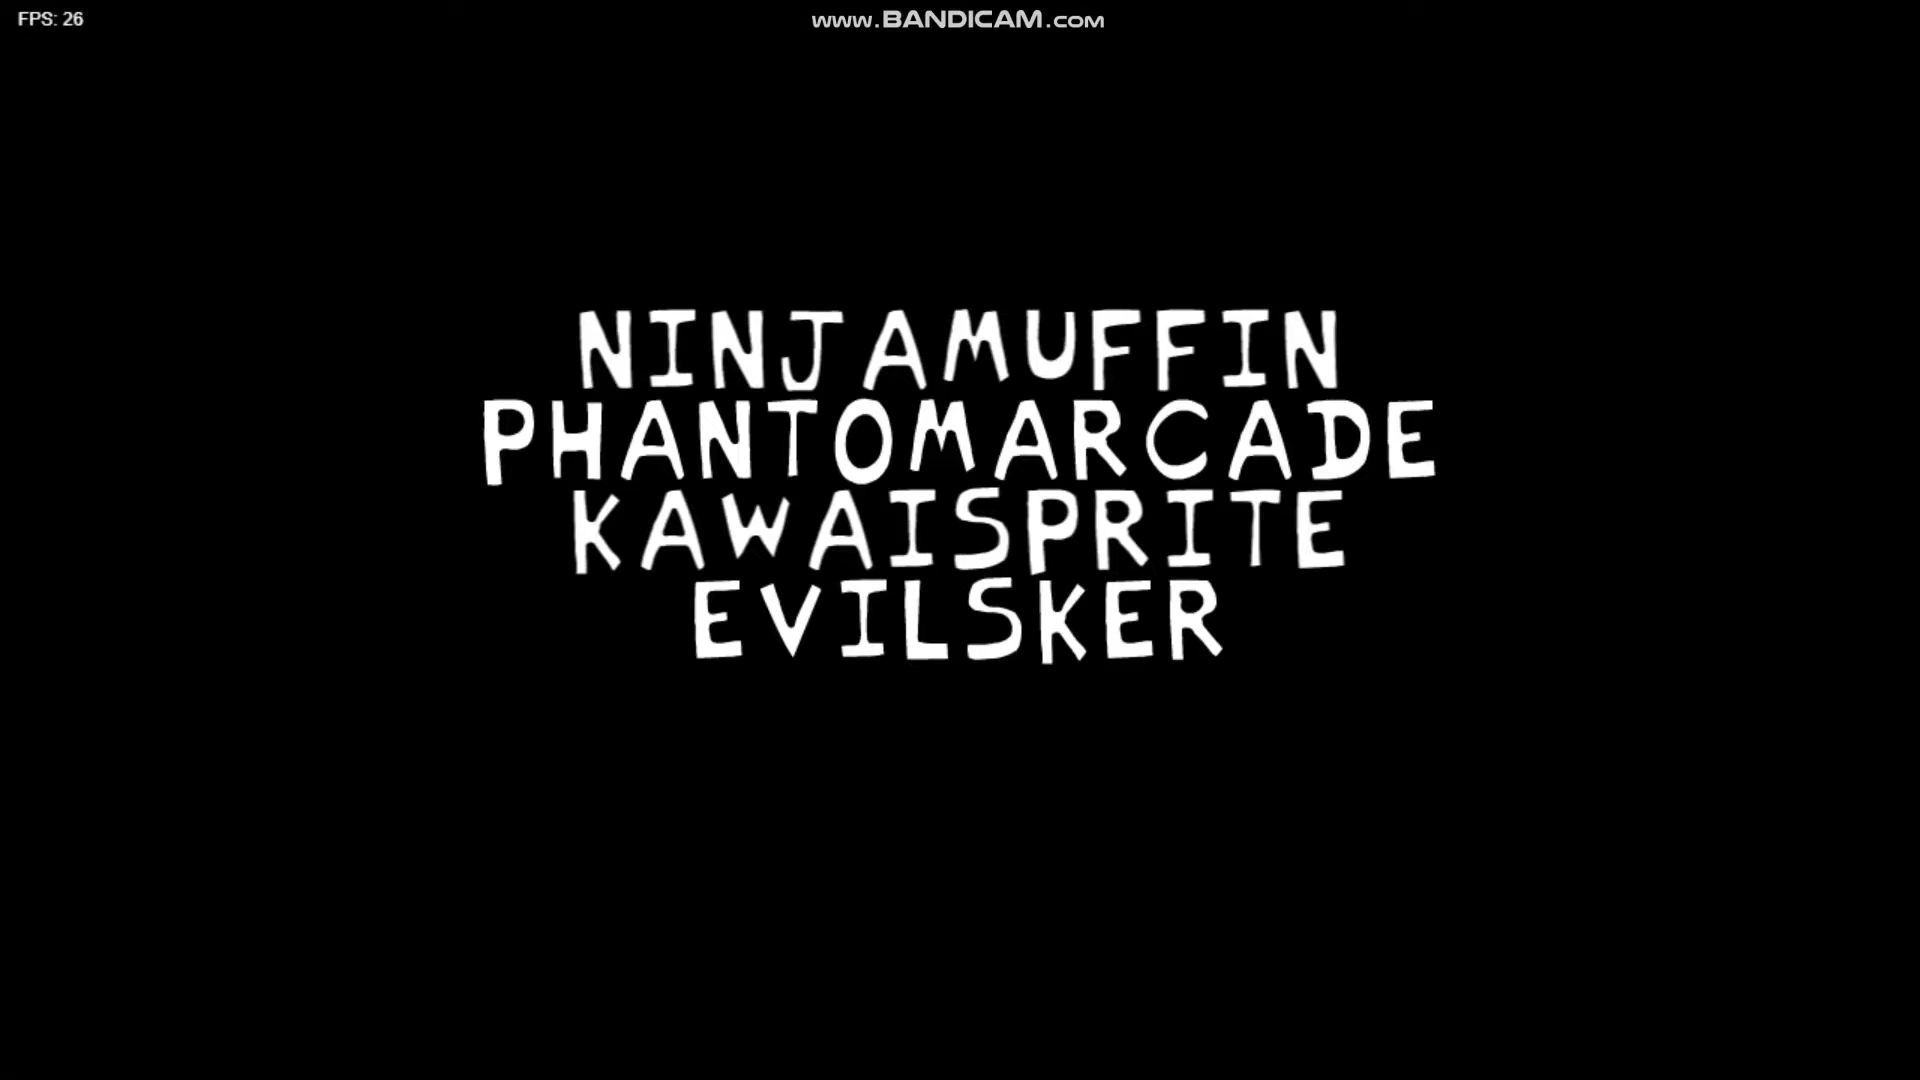 FPS: 26
www.BANDICAM.com
NINJAMUFFIN
PHANTOMARCADE
KAWAISPRITE
EVILSKER